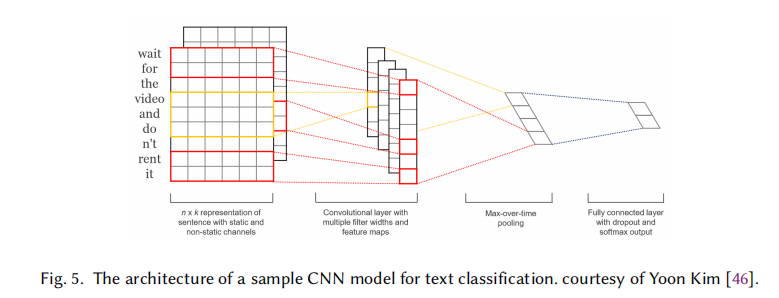 wait
for
the
video
and
do
n't
rent
it
n x k representation of
sentence with static and
non-static channels
Convolutional layer with
multiple filter widths and
feature maps
Max-over-time
pooling
Fully connected layer
with dropout and
softmax output
Fig. 5. The architecture of a sample CNN model for text classification. courtesy of Yoon Kim [46].